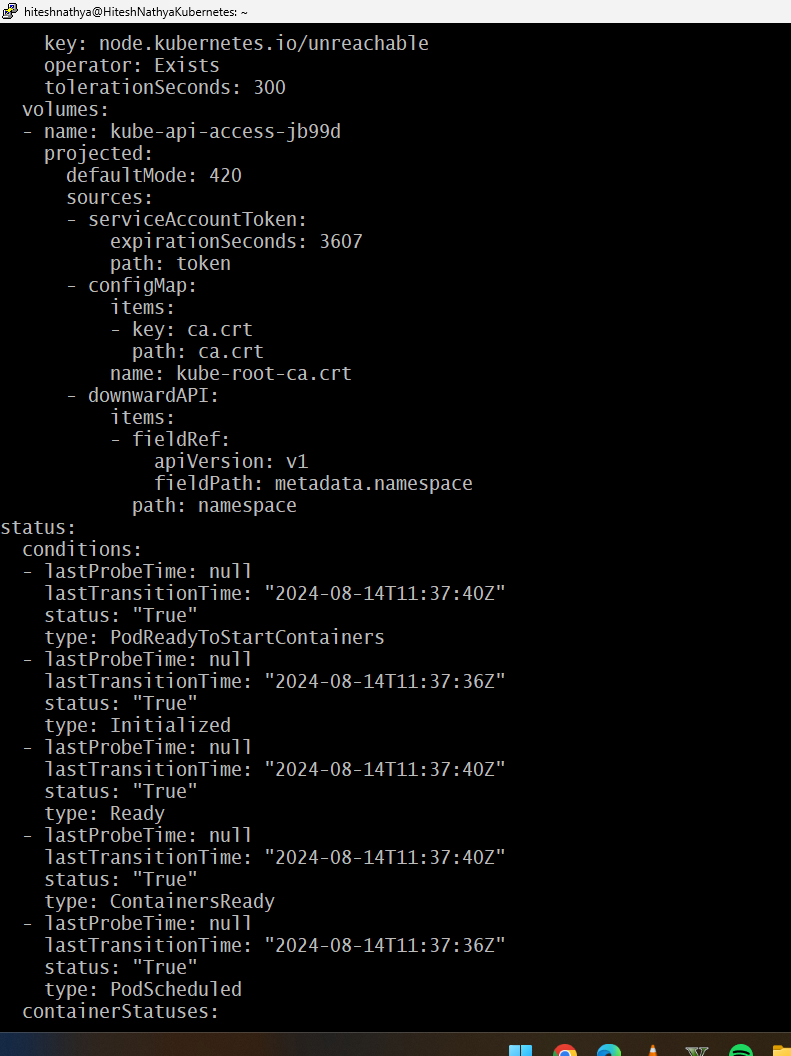 hiteshnathya@HiteshNathyaKubernetes: ~
    key: node.kubernetes.io/unreachable
    operator: Exists
    tolerationSeconds: 300
  volumes:
  - name: kube-api-access-jb99d
    projected:
      defaultMode: 420
      sources:
      - serviceAccountToken:
          expirationSeconds: 3607
          path: token
      - configMap:
          items:
          - key: ca.crt
            path: ca.crt
          name: kube-root-ca.crt
      - downwardAPI:
          items:
          - fieldRef:
              apiVersion: v1
              fieldPath: metadata.namespace
            path: namespace
status:
  conditions:
  - lastProbeTime: null
    lastTransitionTime: "2024-08-14T11:37:40Z"
    status: "True"
    type: PodReadyToStartContainers
  - lastProbeTime: null
    lastTransitionTime: "2024-08-14T11:37:36Z"
    status: "True"
    type: Initialized
  - lastProbeTime: null
    lastTransitionTime: "2024-08-14T11:37:40Z"
    status: "True"
    type: Ready
  - lastProbeTime: null
    lastTransitionTime: "2024-08-14T11:37:40Z"
    status: "True"
    type: ContainersReady
  - lastProbeTime: null
    lastTransitionTime: "2024-08-14T11:37:36Z"
    status: "True"
    type: PodScheduled
  containerStatuses: